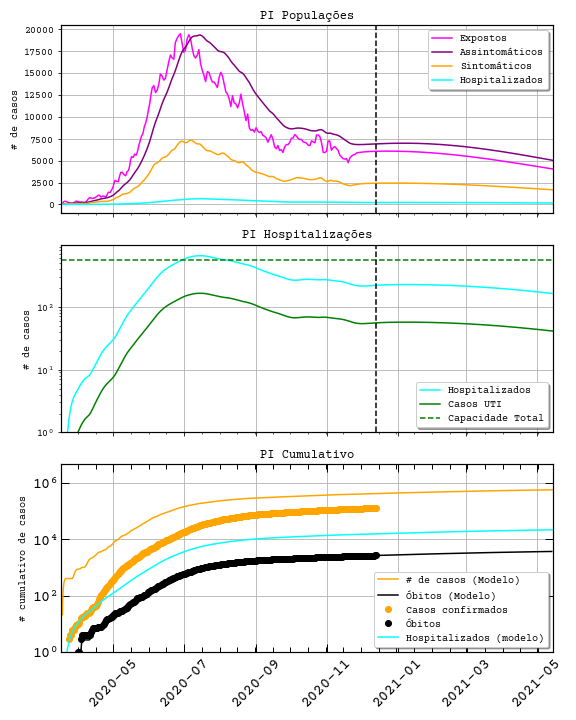 PI Populações
# de casos
20000
17500
15000
12500
10000
7500
5000
2500
0
Expostos
Assintomáticos
Sintomáticos
Hospitalizados
PI Hospitalizações
# de casos
10²
10¹
10⁰
Hospitalizados
Casos UTI
Capacidade Total
PI Cumulativo
# cumulativo de casos
10⁶
10⁴
10²
10⁰
# de casos (Modelo)
Óbitos (Modelo)
Casos confirmados
Óbitos
Hospitalizados (modelo)
2020-05
2020-07
2020-09
2020-11
2021-01
2021-03
2021-05